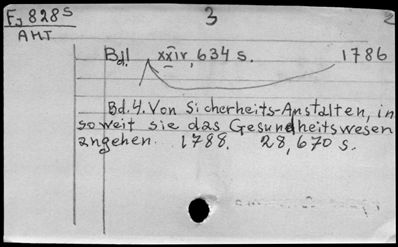 Fy 828s 3
AHT
Bd.1 xxiv, 634 s. 1786
Bd.4. Von Sicherheits-Anstalten, in
soweit sie das Gesundheitswesen
angehen. 1788. 28, 670 s.